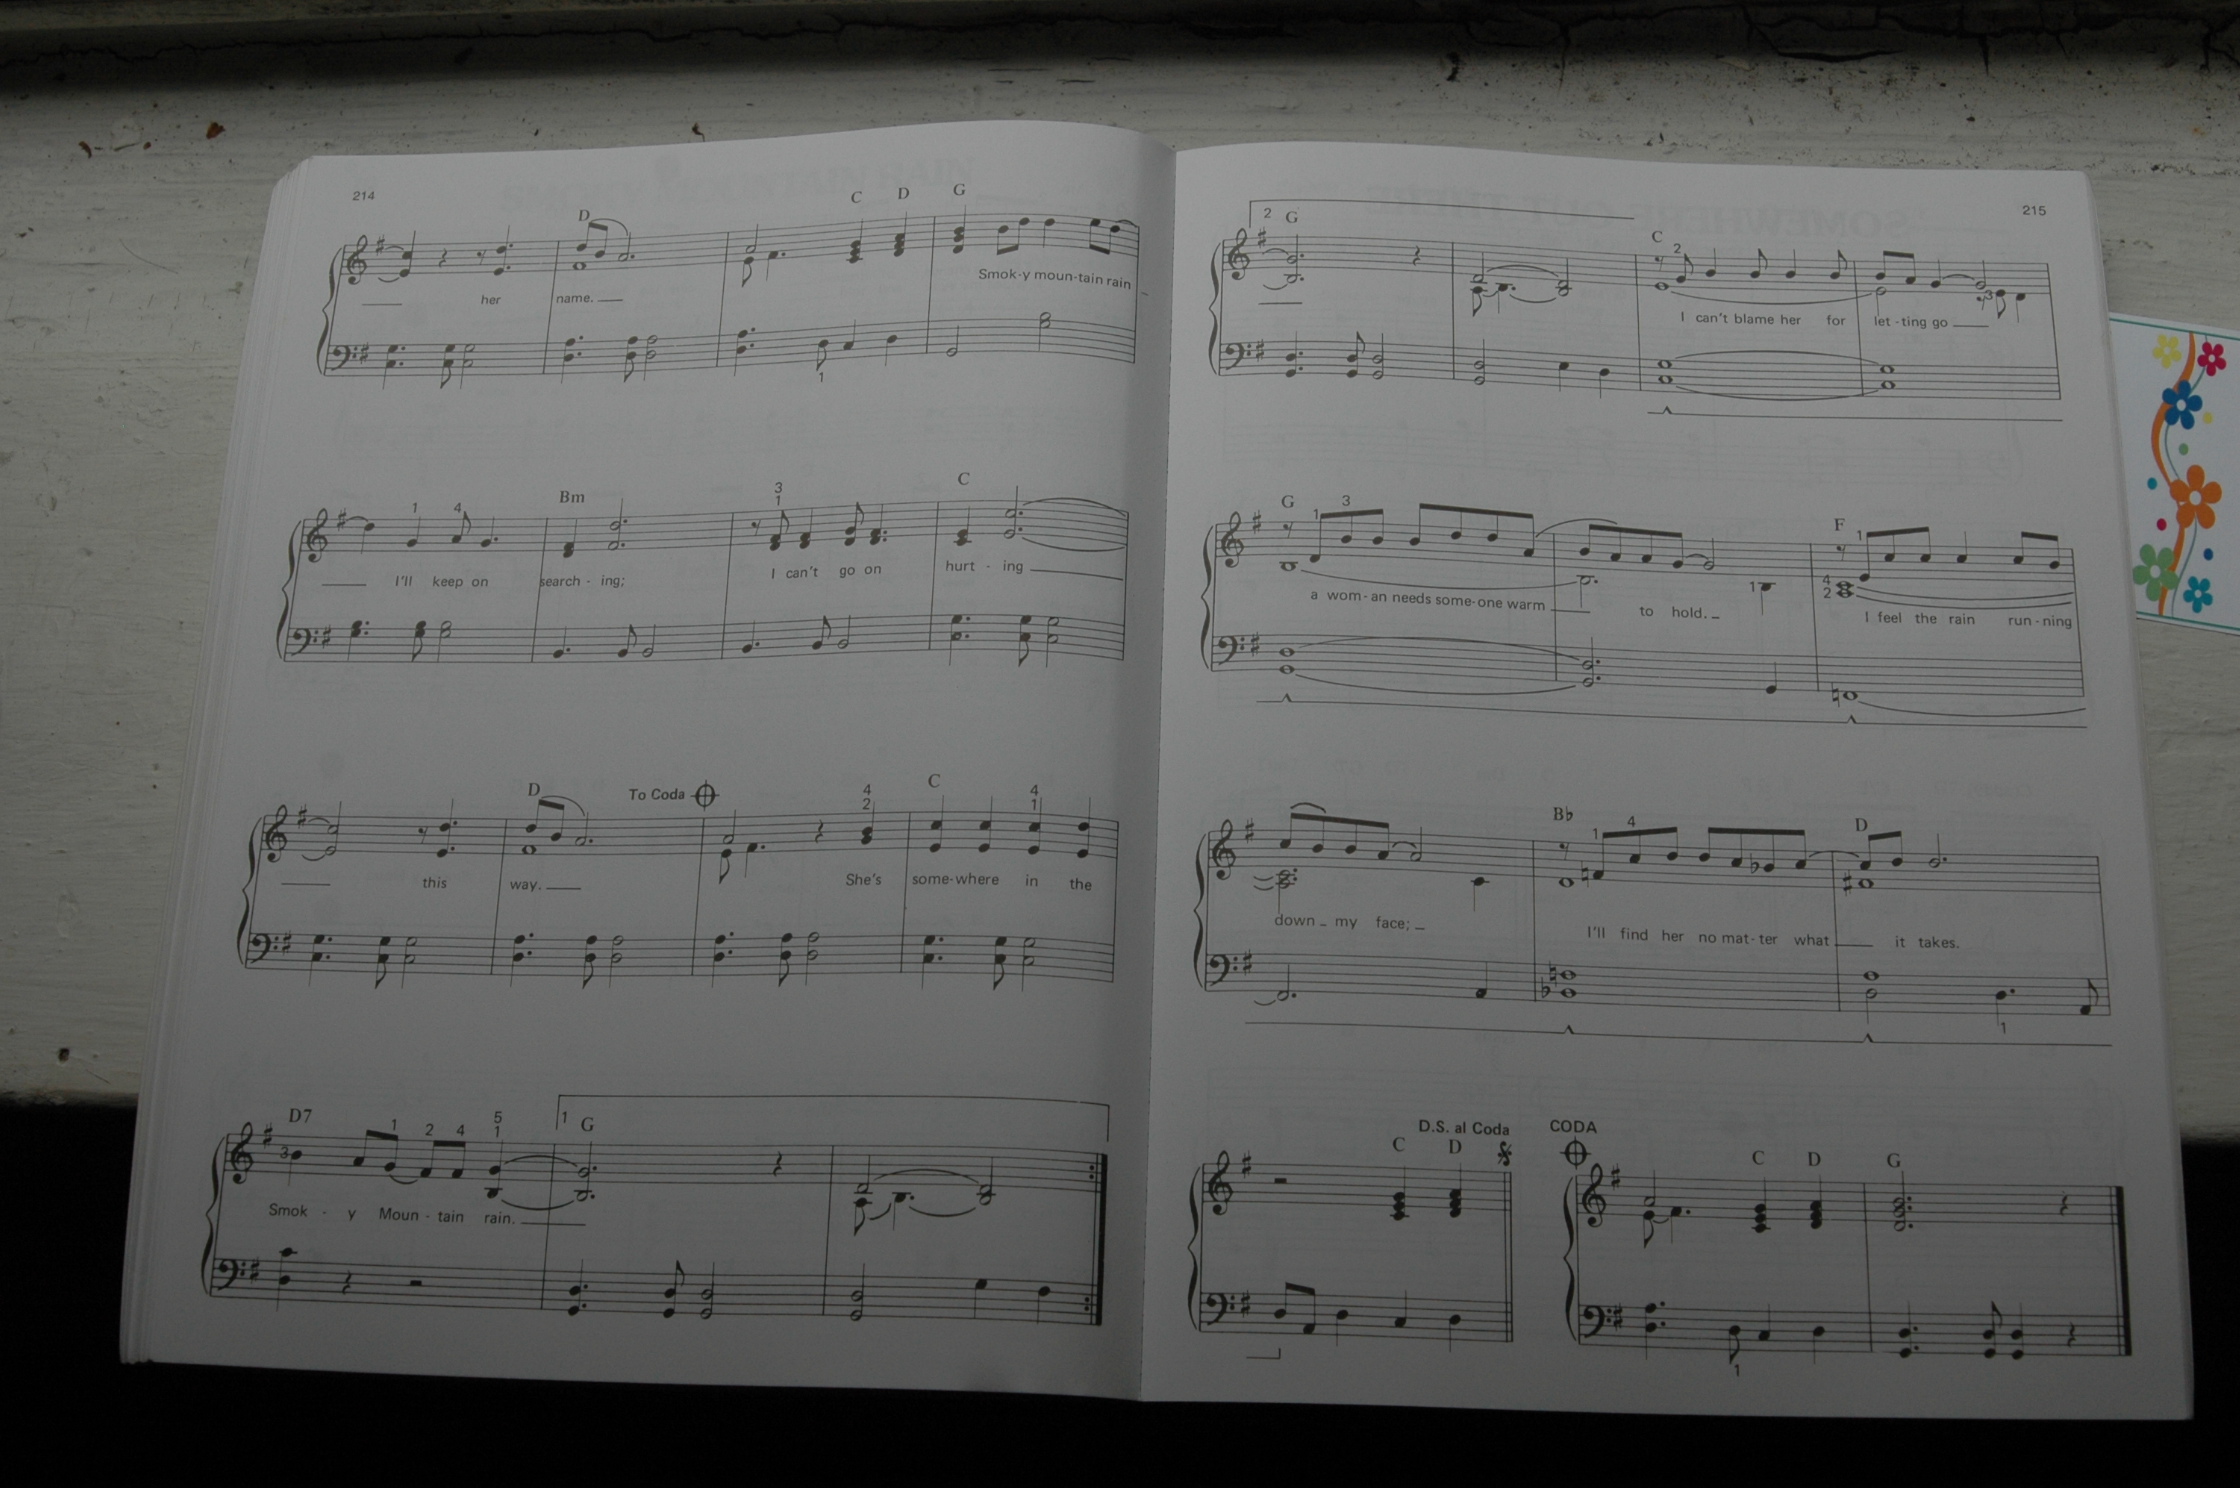 214
D C D G
her name. Smok-y moun-tain rain
1
1 4 Bm 3 1 C
I'll keep on search - ing; I can't go on hurt - ing
D To Coda 4 2 C 4 1
this way. She's some-where in the
D7 3 1 2 4 5 1 1 G
Smok - y Moun - tain rain.
215
2 G C 2
3
I can't blame her for let - ting go
G 1 3 F 1
1 4 2
a wom - an needs some - one warm to hold. I feel the rain run - ning
B♭ 1 4 D
down my face; I'll find her no mat - ter what it takes.
1
D.S. al Coda CODA
C D C D G
1